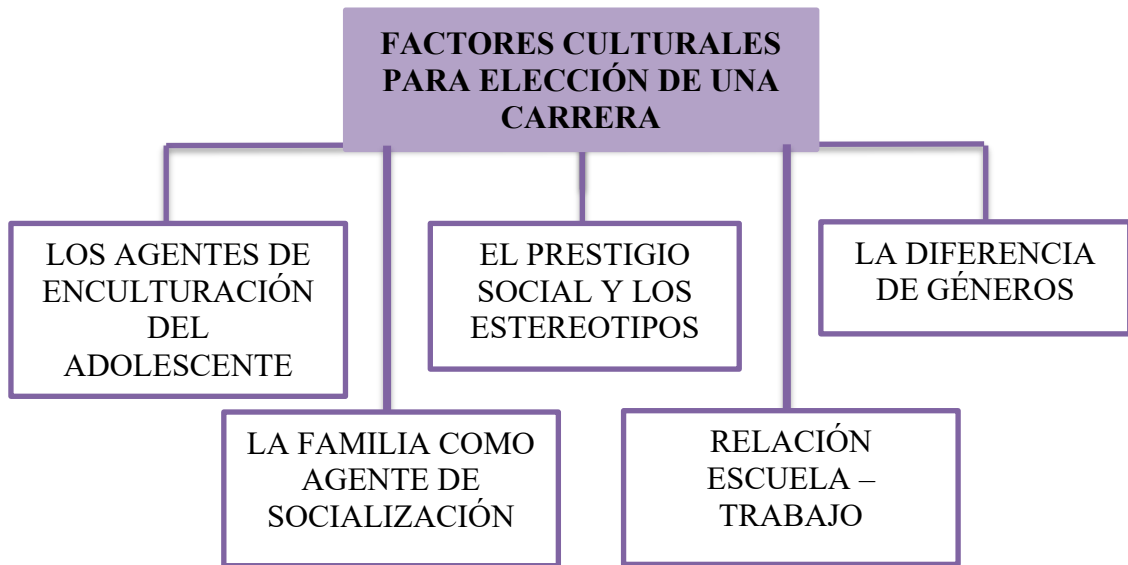 FACTORES CULTURALES
PARA ELECCIÓN DE UNA
CARRERA
LOS AGENTES DE
ENCULTURACIÓN
DEL
ADOLESCENTE
EL PRESTIGIO
SOCIAL Y LOS
ESTEREOTIPOS
LA DIFERENCIA
DE GÉNEROS
LA FAMILIA COMO
AGENTE DE
SOCIALIZACIÓN
RELACIÓN
ESCUELA –
TRABAJO